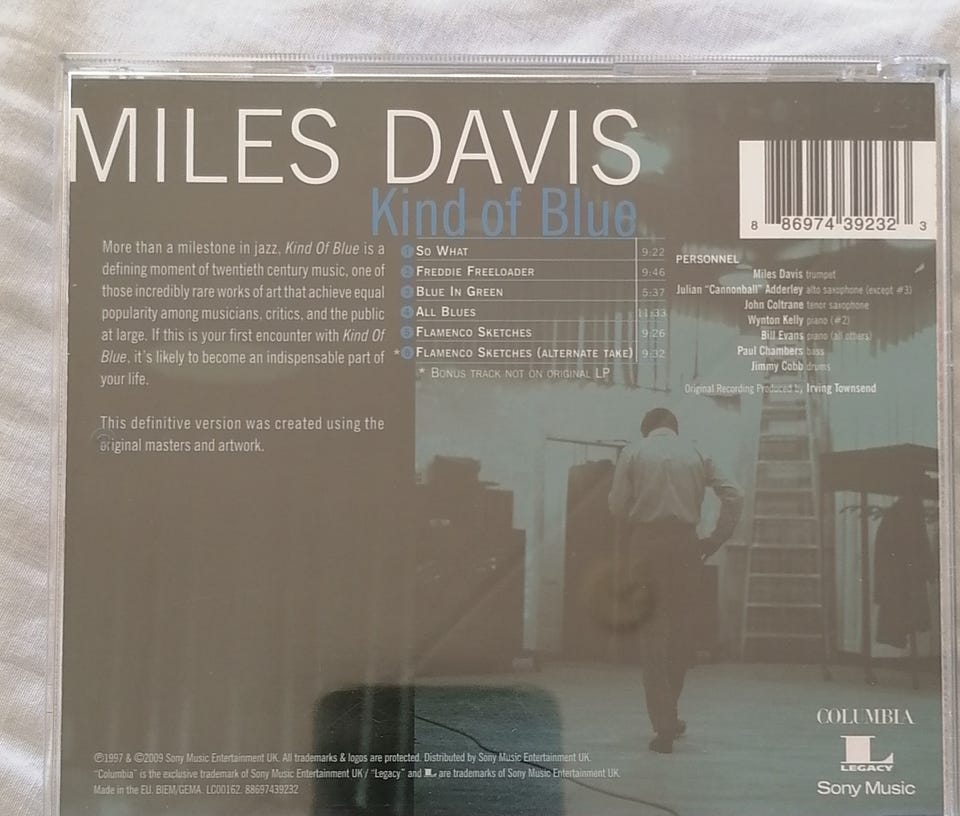 MILES DAVIS
Kind of Blue
More than a milestone in jazz, Kind Of Blue is a
defining moment of twentieth century music, one of
those incredibly rare works of art that achieve equal
popularity among musicians, critics, and the public
at large. If this is your first encounter with Kind Of
Blue, it's likely to become an indispensable part of
your life.
This definitive version was created using the
original masters and artwork.
1 SO WHAT 9:22
2 FREDDIE FREELOADER 9:46
3 BLUE IN GREEN 5:37
4 ALL BLUES 11:33
5 FLAMENCO SKETCHES 9:26
*6 FLAMENCO SKETCHES (ALTERNATE TAKE) 9:32
* BONUS TRACK NOT ON ORIGINAL LP
8 86974 39232 3
PERSONNEL
Miles Davis trumpet
Julian "Cannonball" Adderley alto saxophone (except #3)
John Coltrane tenor saxophone
Wynton Kelly piano (#2)
Bill Evans piano (all others)
Paul Chambers bass
Jimmy Cobb drums
Original Recording Produced by Irving Townsend
℗1997 & ©2009 Sony Music Entertainment UK. All trademarks & logos are protected. Distributed by Sony Music Entertainment UK.
"Columbia" is the exclusive trademark of Sony Music Entertainment UK / "Legacy" and L are trademarks of Sony Music Entertainment UK.
Made in the EU. BIEM/GEMA. LC00162. 88697439232
COLUMBIA
L
LEGACY
Sony Music